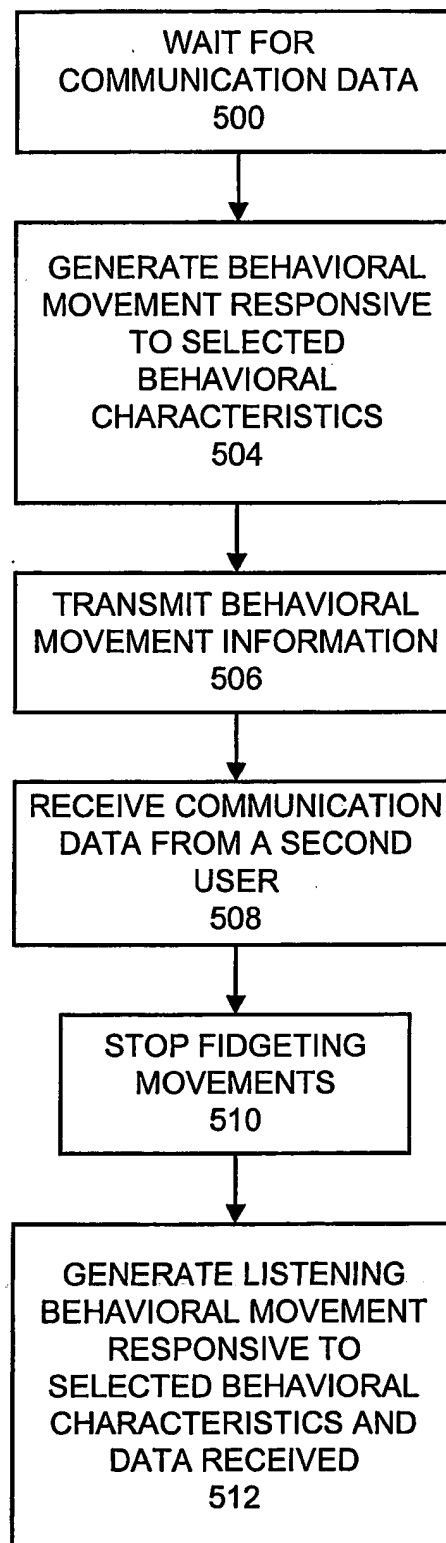 WAIT FOR
COMMUNICATION DATA
500
GENERATE BEHAVIORAL
MOVEMENT RESPONSIVE
TO SELECTED
BEHAVIORAL
CHARACTERISTICS
504
TRANSMIT BEHAVIORAL
MOVEMENT INFORMATION
506
RECEIVE COMMUNICATION
DATA FROM A SECOND
USER
508
STOP FIDGETING
MOVEMENTS
510
GENERATE LISTENING
BEHAVIORAL MOVEMENT
RESPONSIVE TO
SELECTED BEHAVIORAL
CHARACTERISTICS AND
DATA RECEIVED
512